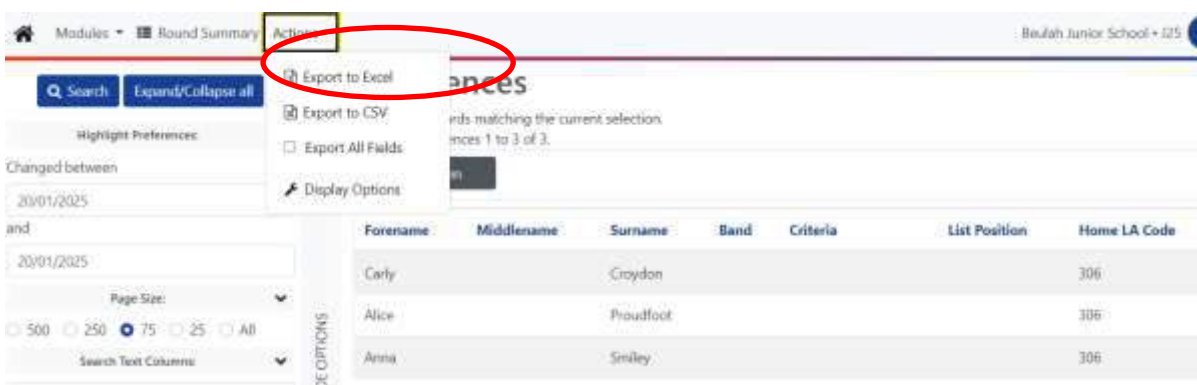 Modules Round Summary Actions Beulah Junior School • J25
Search Expand/Collapse all
Highlight Preferences:
Changed between
20/01/2025
and
20/01/2025
Page Size:
500 250 75 25 All
Search Text Columns:
Export to Excel
Export to CSV
Export All Fields
Display Options
ences
rds matching the current selection.
ences 1 to 3 of 3.
DE OPTIONS
Forename Middlename Surname Band Criteria List Position Home LA Code
Carly Croydon 306
Alice Proudfoot 306
Anna Smiley 306